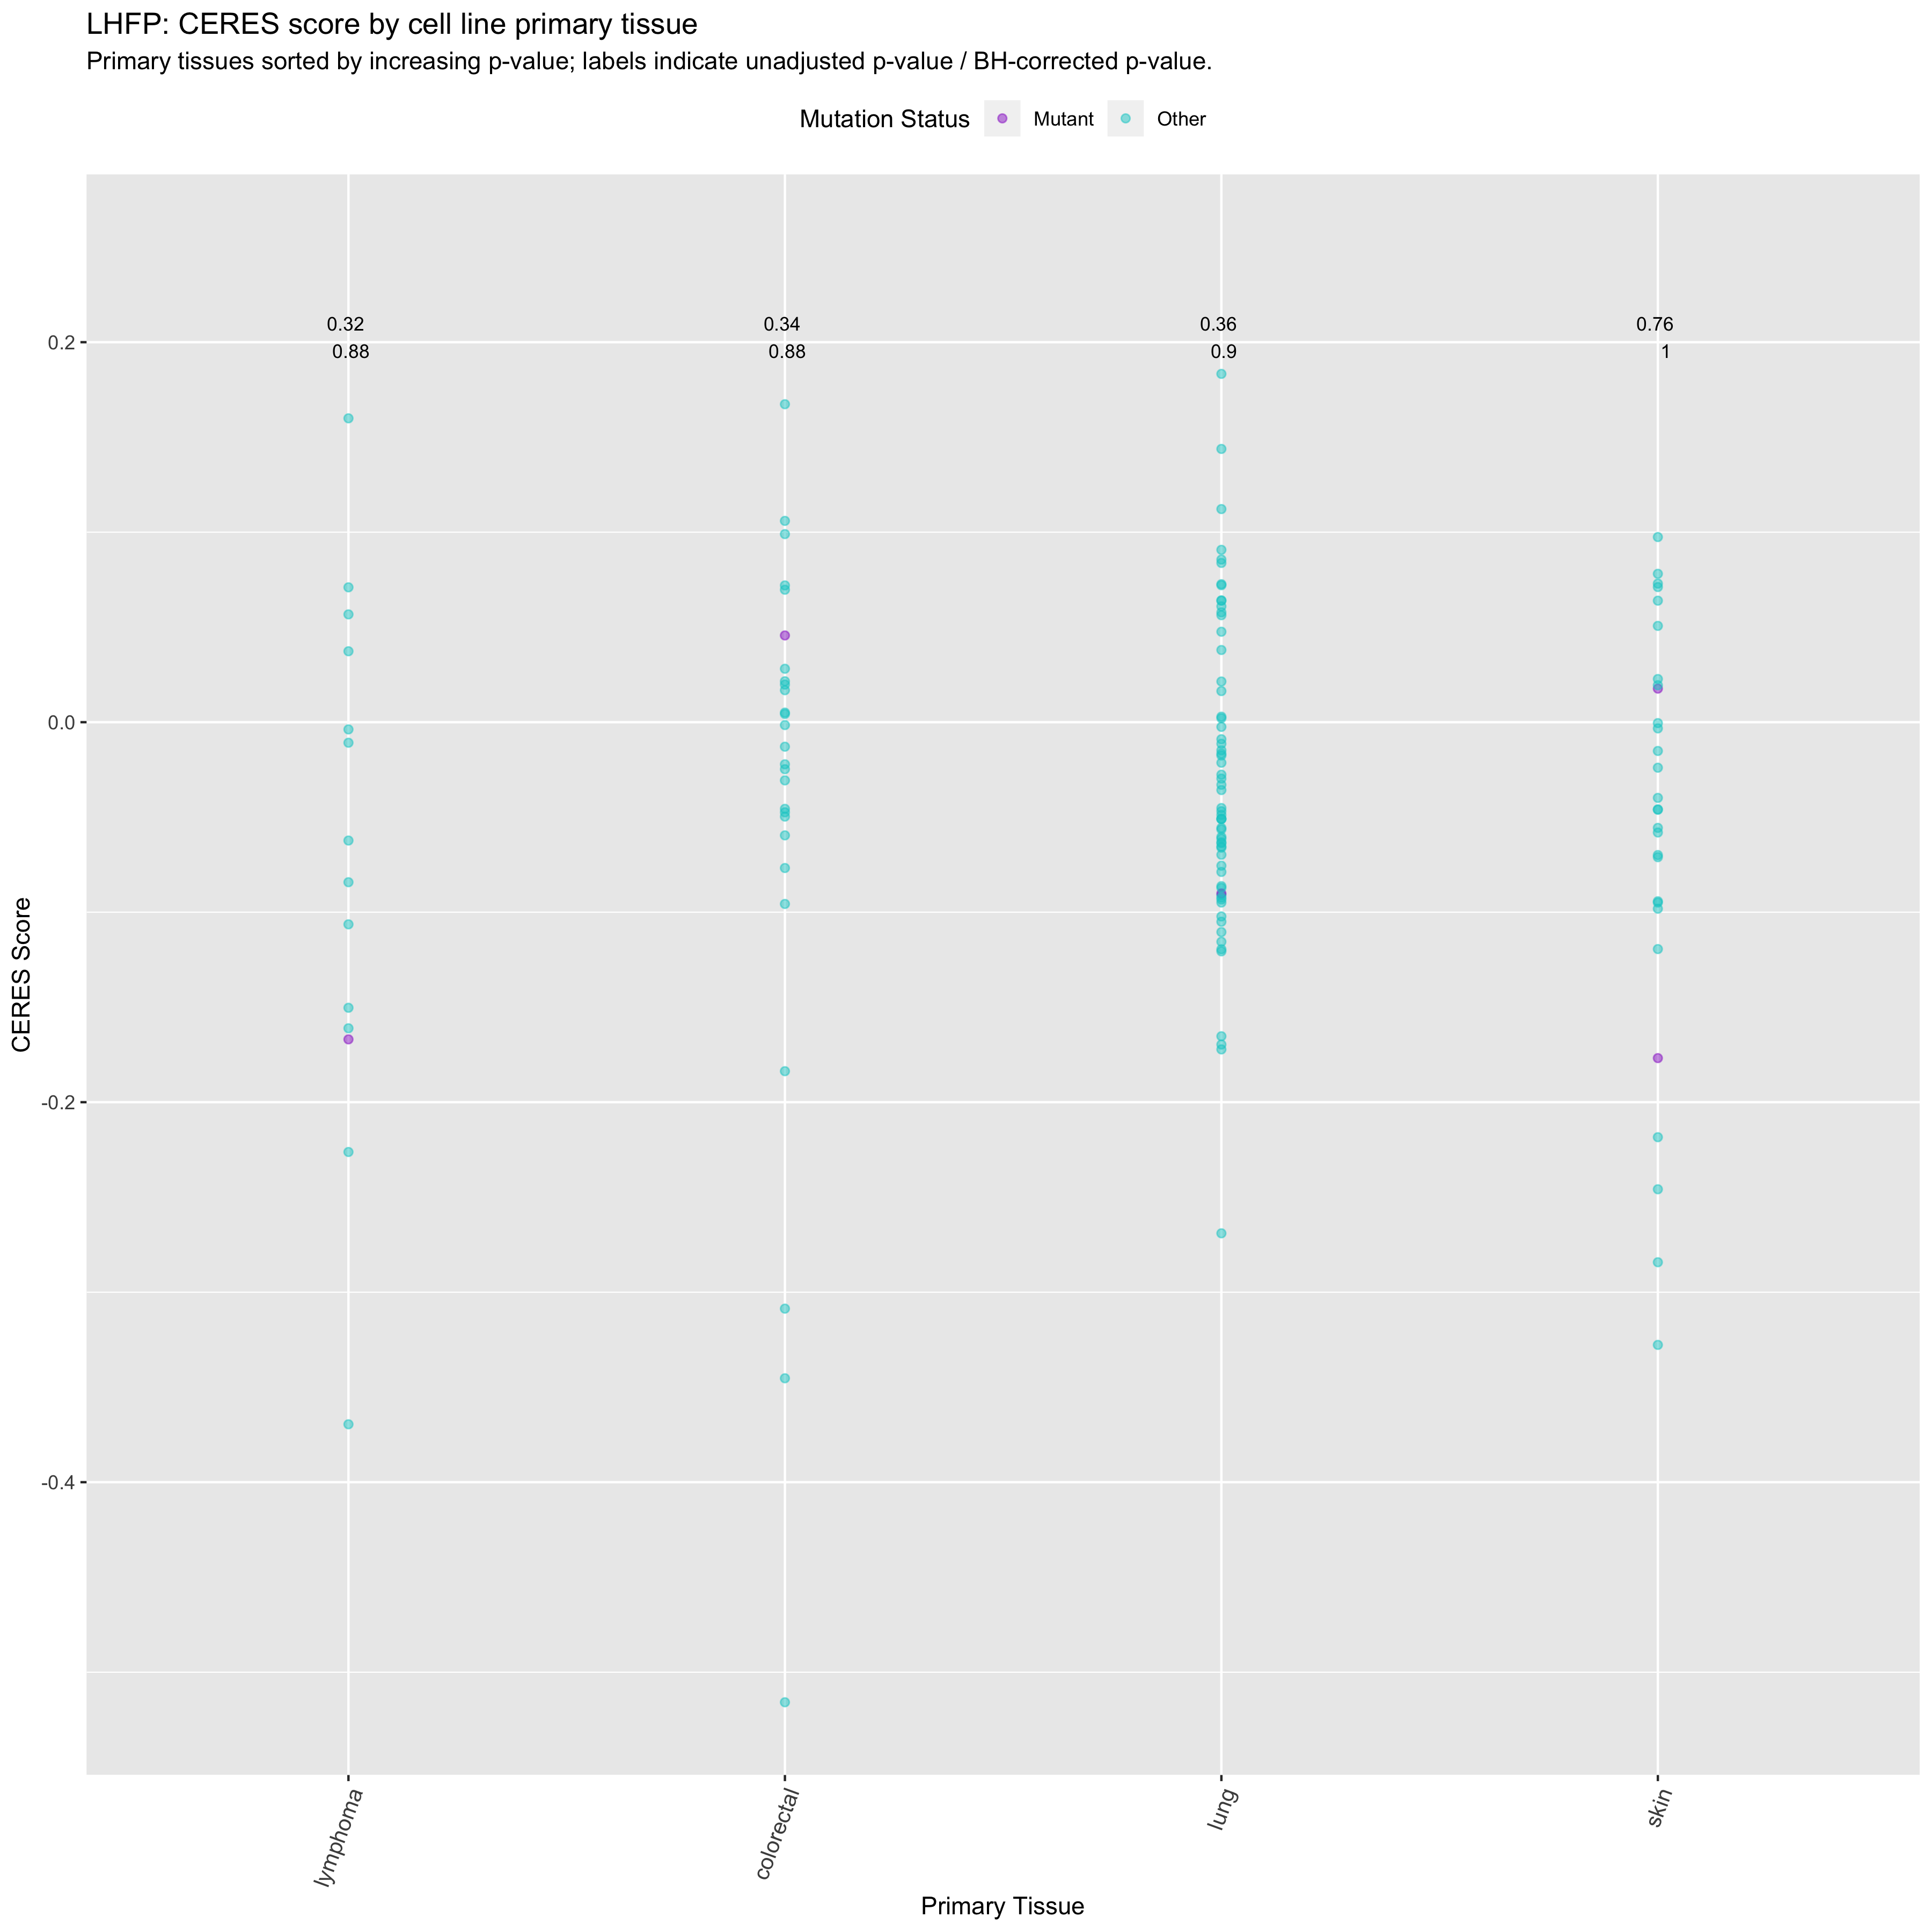 LHFP: CERES score by cell line primary tissue
Primary tissues sorted by increasing p-value; labels indicate unadjusted p-value / BH-corrected p-value.
Mutation Status Mutant Other
0.32 0.34 0.36 0.76
0.88 0.88 0.9 1
0.2
0.0
-0.2
-0.4
CERES Score
lymphoma colorectal lung skin
Primary Tissue